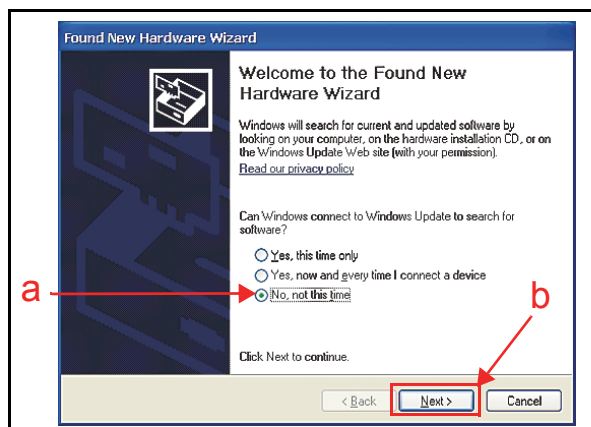 Found New Hardware Wizard
Welcome to the Found New
Hardware Wizard
Windows will search for current and updated software by
looking on your computer, on the hardware installation CD, or on
the Windows Update Web site (with your permission).
Read our privacy policy
Can Windows connect to Windows Update to search for
software?
Yes, this time only
Yes, now and every time I connect a device
a
No, not this time
b
Click Next to continue.
< Back
Next >
Cancel